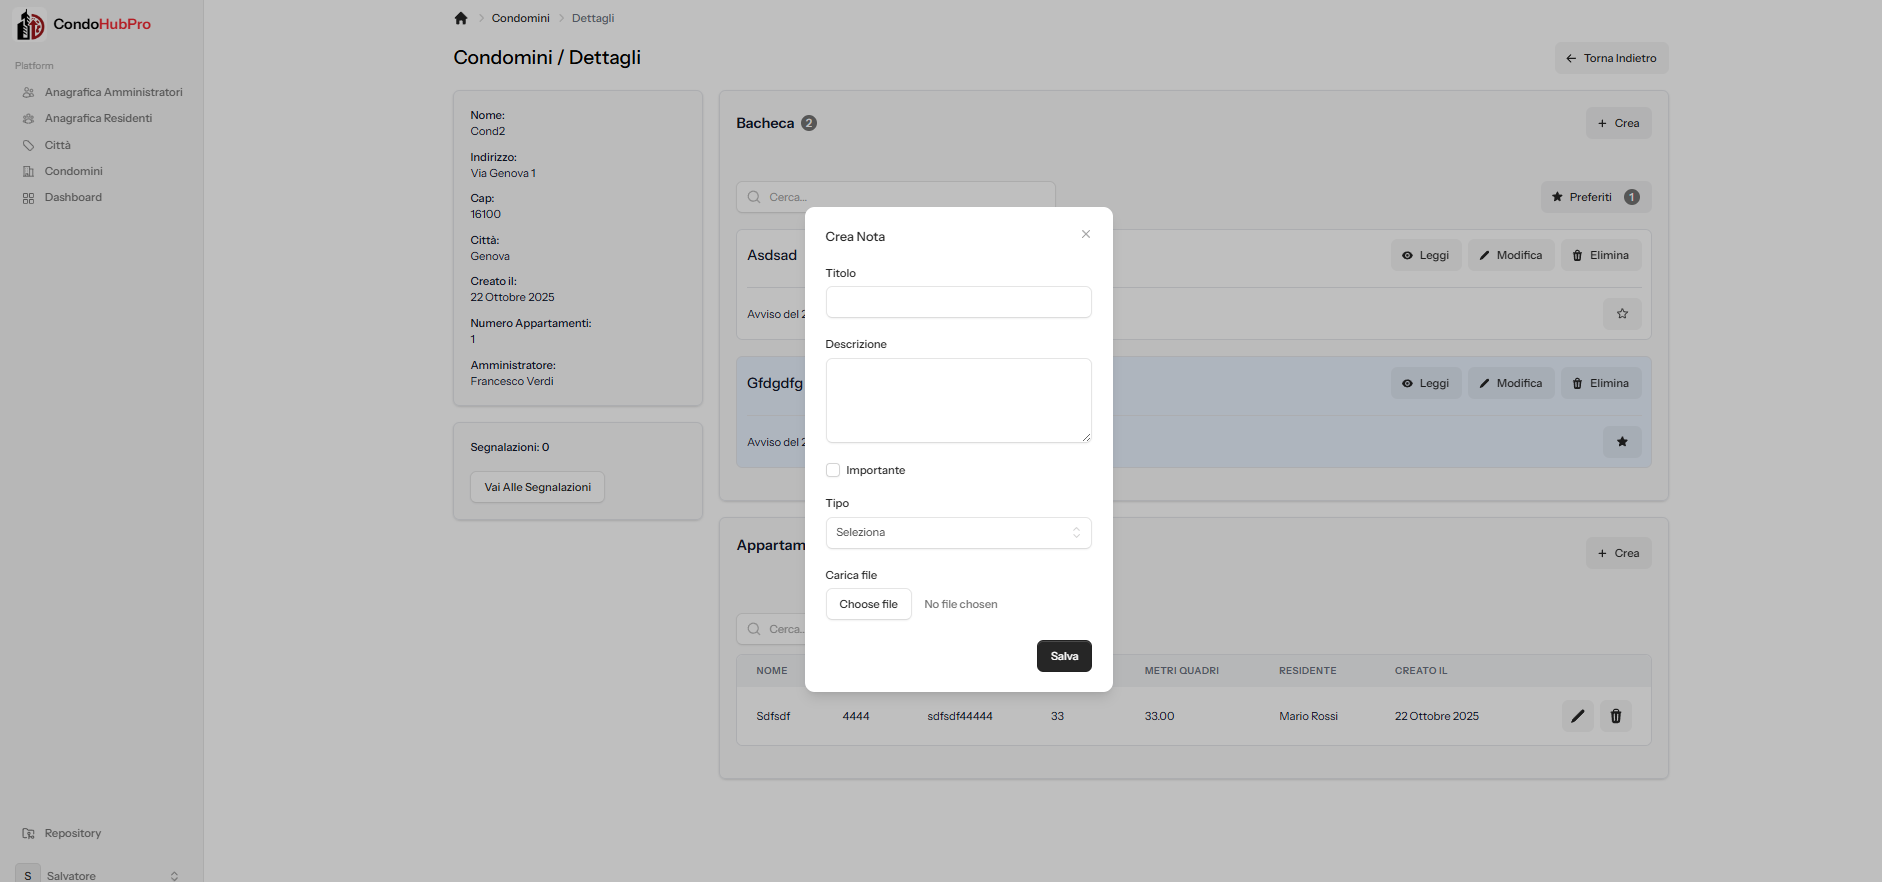 CondoHubPro
Platform
Anagrafica Amministratori
Anagrafica Residenti
Città
Condomini
Dashboard
Repository
S Salvatore
Condomini Dettagli
Condomini / Dettagli
Torna Indietro
Nome:
Cond2
Indirizzo:
Via Genova 1
Cap:
16100
Città:
Genova
Creato il:
22 Ottobre 2025
Numero Appartamenti:
1
Amministratore:
Francesco Verdi
Segnalazioni: 0
Vai Alle Segnalazioni
Bacheca 2
+ Crea
Cerca...
Preferiti 1
Asdsad
Leggi Modifica Elimina
Avviso del
Gfdgdfg
Leggi Modifica Elimina
Avviso del
Crea Nota
Titolo
Descrizione
Importante
Tipo
Seleziona
Carica file
Choose file No file chosen
Salva
Appartam
+ Crea
Cerca...
NOME METRI QUADRI RESIDENTE CREATO IL
Sdfsdf 4444 sdfsdf44444 33 33.00 Mario Rossi 22 Ottobre 2025